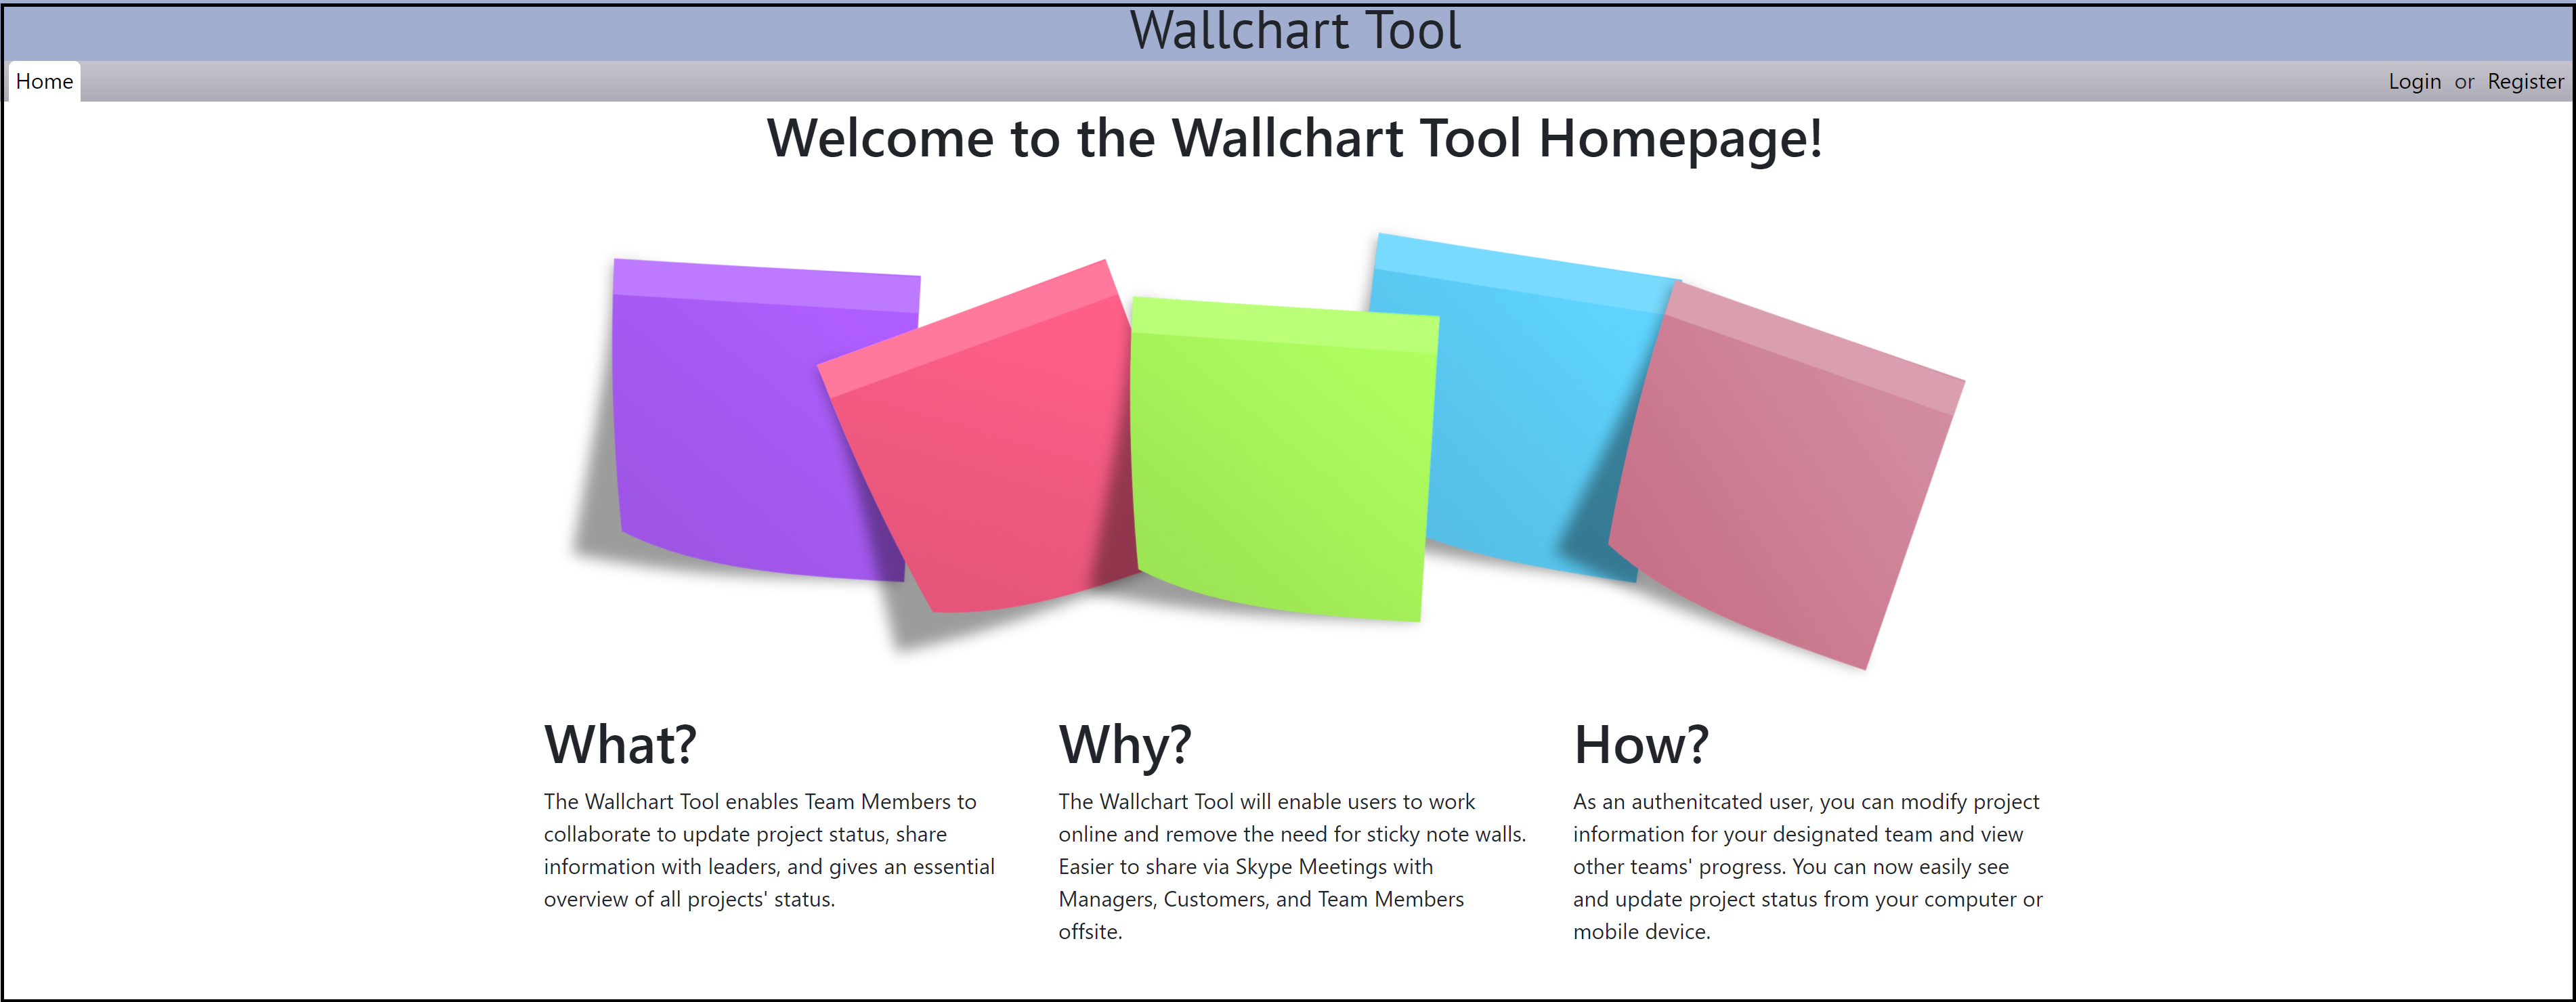 Wallchart Tool
Home
Login or Register
Welcome to the Wallchart Tool Homepage!
What?
The Wallchart Tool enables Team Members to
collaborate to update project status, share
information with leaders, and gives an essential
overview of all projects' status.
Why?
The Wallchart Tool will enable users to work
online and remove the need for sticky note walls.
Easier to share via Skype Meetings with
Managers, Customers, and Team Members
offsite.
How?
As an authenitcated user, you can modify project
information for your designated team and view
other teams' progress. You can now easily see
and update project status from your computer or
mobile device.